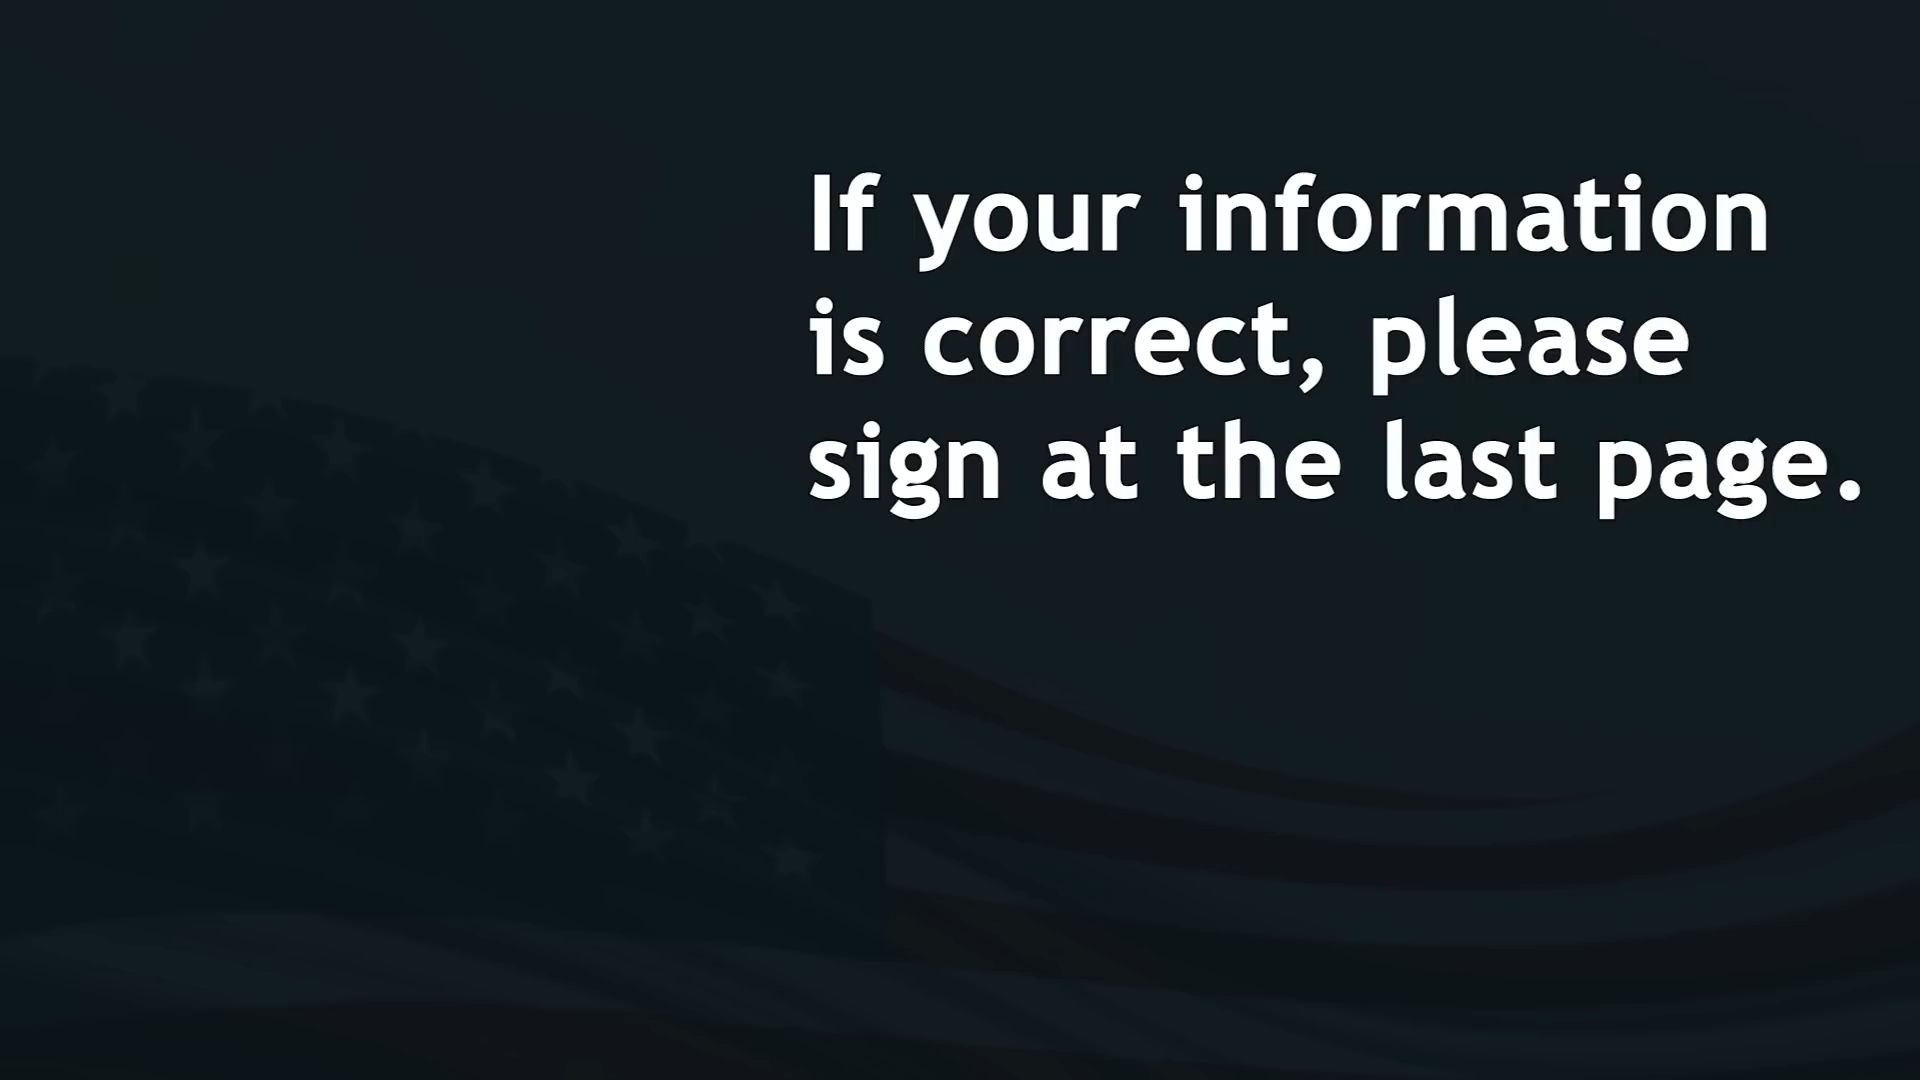 If your information
is correct, please
sign at the last page.